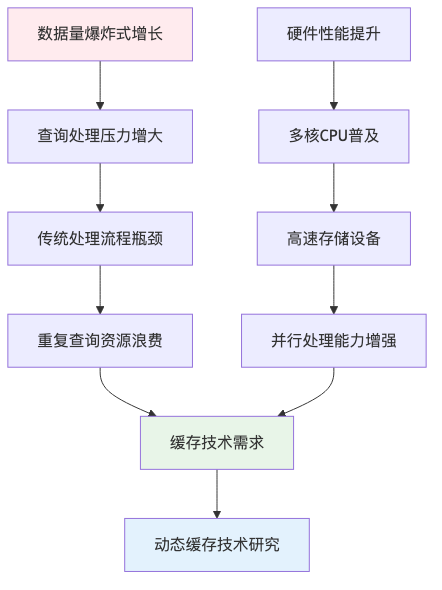 数据量爆炸式增长
硬件性能提升
查询处理压力增大
多核CPU普及
传统处理流程瓶颈
高速存储设备
重复查询资源浪费
并行处理能力增强
缓存技术需求
动态缓存技术研究